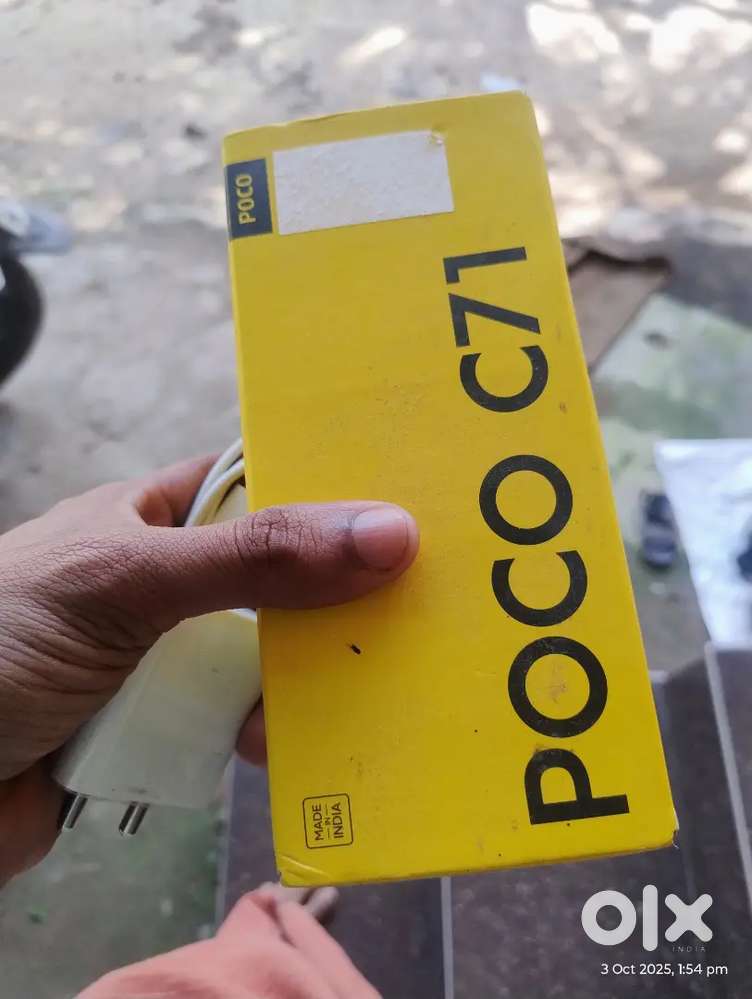 POCO
POCO C71
MADE
IN
INDIA
olx
INDIA
3 Oct 2025, 1:54 pm